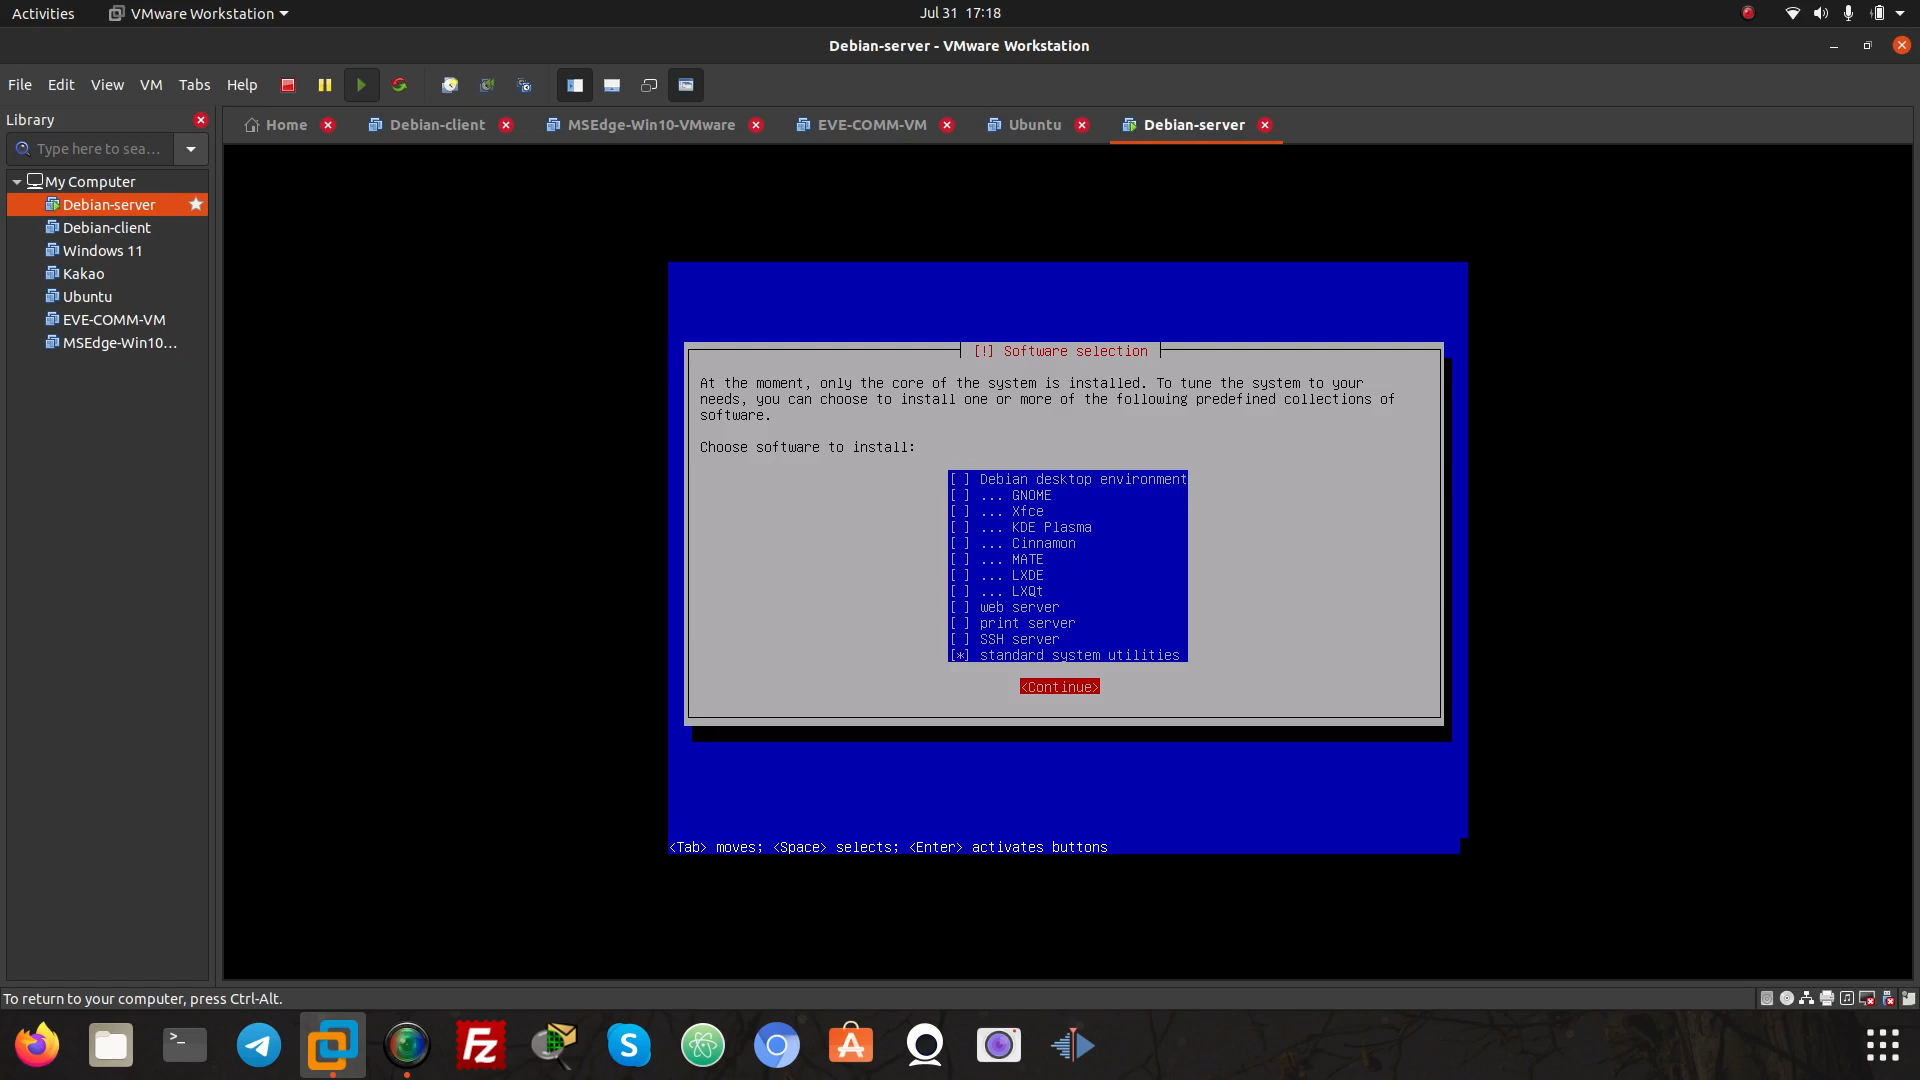 Activities
VMware Workstation
Jul 31 17:18
Debian-server - VMware Workstation
File
Edit
View
VM
Tabs
Help
Library
Home
Debian-client
MSEdge-Win10-VMware
EVE-COMM-VM
Ubuntu
Debian-server
Type here to sea...
My Computer
Debian-server
Debian-client
Windows 11
Kakao
Ubuntu
EVE-COMM-VM
MSEdge-Win10...
[!] Software selection
At the moment, only the core of the system is installed. To tune the system to your
needs, you can choose to install one or more of the following predefined collections of
software.
Choose software to install:
[ ] Debian desktop environment
[ ] ... GNOME
[ ] ... Xfce
[ ] ... KDE Plasma
[ ] ... Cinnamon
[ ] ... MATE
[ ] ... LXDE
[ ] ... LXQt
[ ] web server
[ ] print server
[ ] SSH server
[*] standard system utilities
<Continue>
<Tab> moves; <Space> selects; <Enter> activates buttons
To return to your computer, press Ctrl-Alt.
>_
Fz
S
A